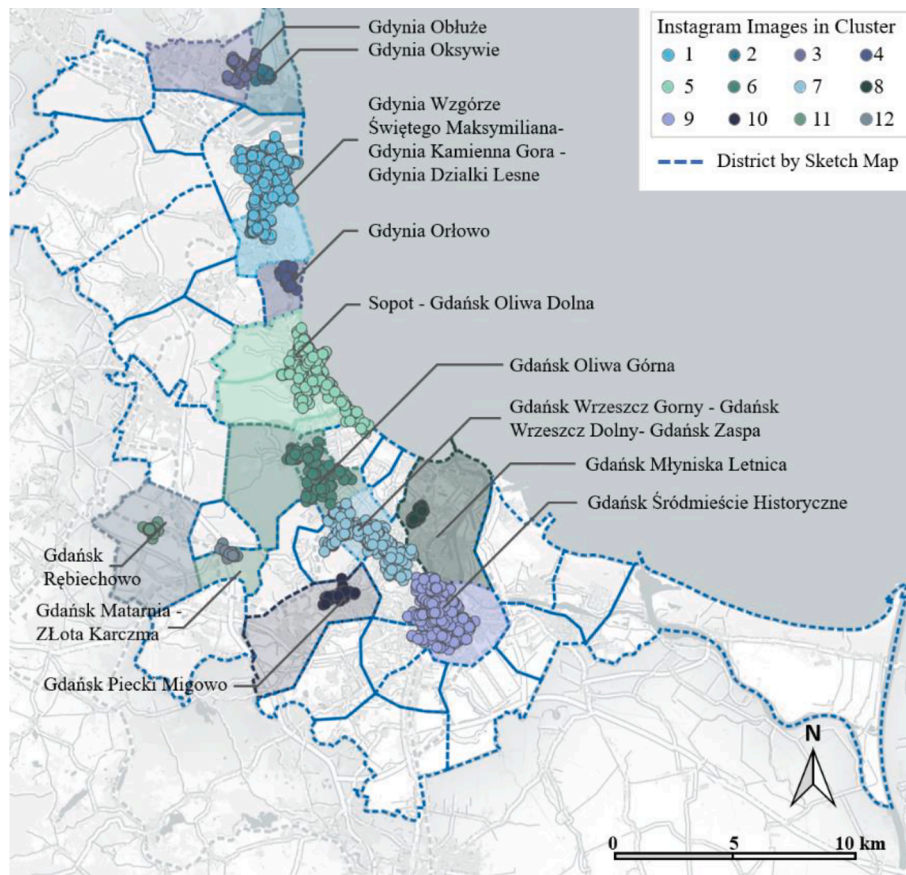 Gdynia Obłuże
Gdynia Oksywie
Gdynia Wzgórze
Świętego Maksymiliana-
Gdynia Kamienna Gora -
Gdynia Działki Lesne
Gdynia Orłowo
Sopot - Gdańsk Oliwa Dolna
Gdańsk Oliwa Górna
Gdańsk Wrzeszcz Gorny - Gdańsk
Wrzeszcz Dolny- Gdańsk Zaspa
Gdańsk Młyniska Letnica
Gdańsk Śródmieście Historyczne
Gdańsk
Rębiechowo
Gdańsk Matarnia -
ZŁota Karczma
Gdańsk Piecki Migowo
Instagram Images in Cluster
1 2 3 4
5 6 7 8
9 10 11 12
District by Sketch Map
N
0 5 10 km